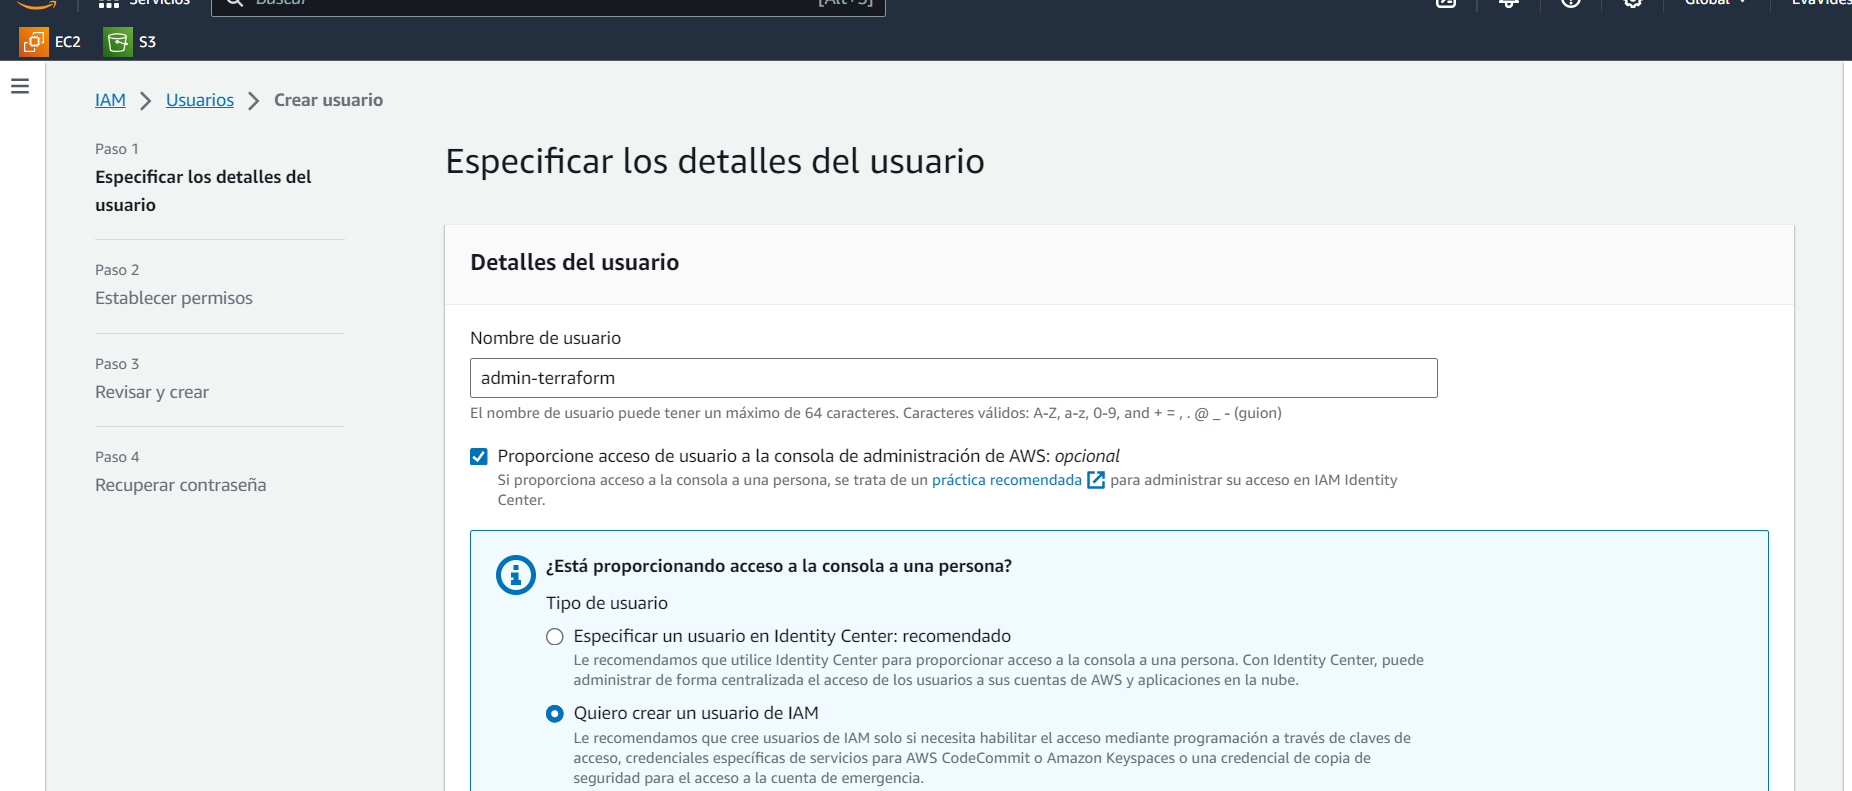 Servicios
Buscar
[Alt+S]
Global
EC2
S3
IAM > Usuarios > Crear usuario
Paso 1
Especificar los detalles del
usuario
Paso 2
Establecer permisos
Paso 3
Revisar y crear
Paso 4
Recuperar contraseña
Especificar los detalles del usuario
Detalles del usuario
Nombre de usuario
admin-terraform
El nombre de usuario puede tener un máximo de 64 caracteres. Caracteres válidos: A-Z, a-z, 0-9, and + = , . @ _ - (guion)
Proporcione acceso de usuario a la consola de administración de AWS: opcional
Si proporciona acceso a la consola a una persona, se trata de un práctica recomendada para administrar su acceso en IAM Identity
Center.
¿Está proporcionando acceso a la consola a una persona?
Tipo de usuario
Especificar un usuario en Identity Center: recomendado
Le recomendamos que utilice Identity Center para proporcionar acceso a la consola a una persona. Con Identity Center, puede
administrar de forma centralizada el acceso de los usuarios a sus cuentas de AWS y aplicaciones en la nube.
Quiero crear un usuario de IAM
Le recomendamos que cree usuarios de IAM solo si necesita habilitar el acceso mediante programación a través de claves de
acceso, credenciales específicas de servicios para AWS CodeCommit o Amazon Keyspaces o una credencial de copia de
seguridad para el acceso a la cuenta de emergencia.